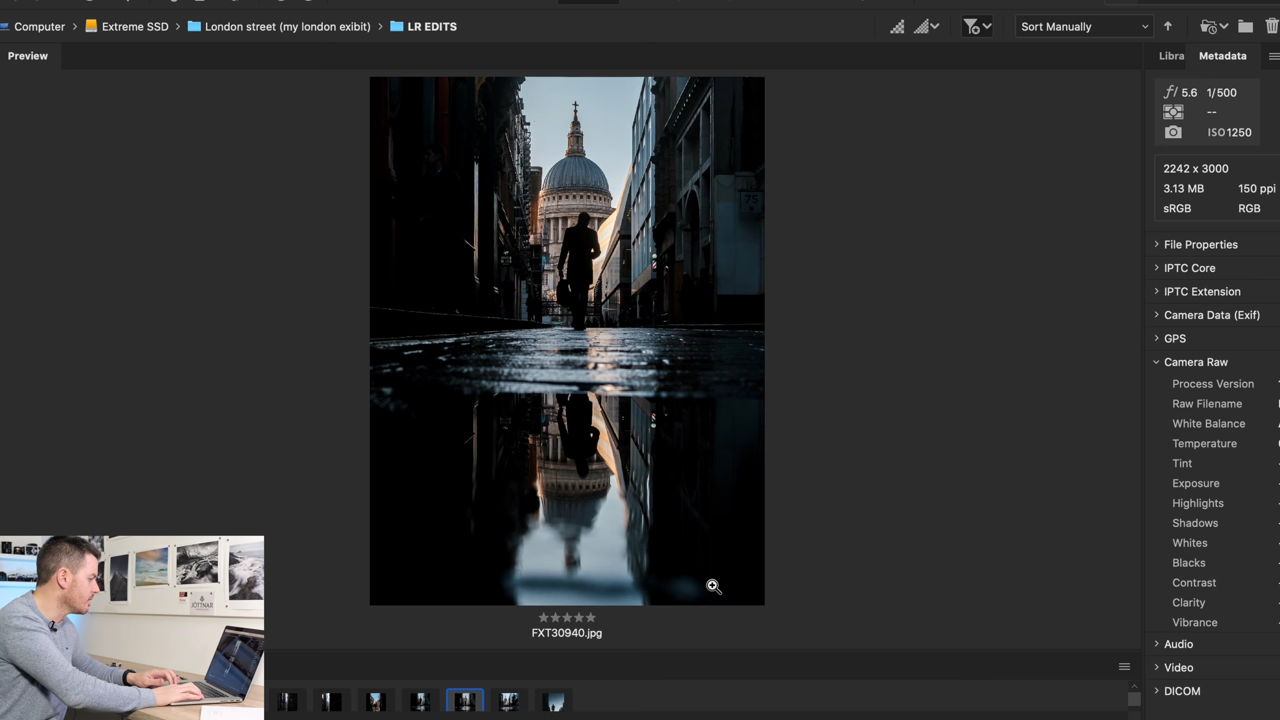 Computer > Extreme SSD > London street (my london exibit) > LR EDITS
Sort Manually
Preview
Libra
Metadata
f/ 5.6 1/500
--
ISO1250
2242 x 3000
3.13 MB 150 ppi
sRGB RGB
File Properties
IPTC Core
IPTC Extension
Camera Data (Exif)
GPS
Camera Raw
Process Version
Raw Filename
White Balance
Temperature
Tint
Exposure
Highlights
Shadows
Whites
Blacks
Contrast
Clarity
Vibrance
Audio
Video
DICOM
75
FXT30940.jpg
JÖTTNAR